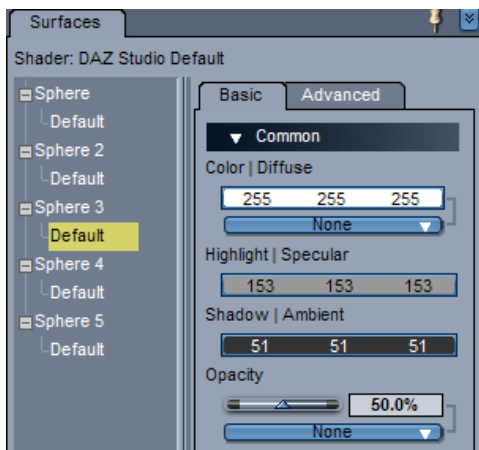 Surfaces
Shader: DAZ Studio Default
Sphere
Default
Sphere 2
Default
Sphere 3
Default
Sphere 4
Default
Sphere 5
Default
Basic Advanced
Common
Color | Diffuse
255 255 255
None
Highlight | Specular
153 153 153
Shadow | Ambient
51 51 51
Opacity
50.0%
None